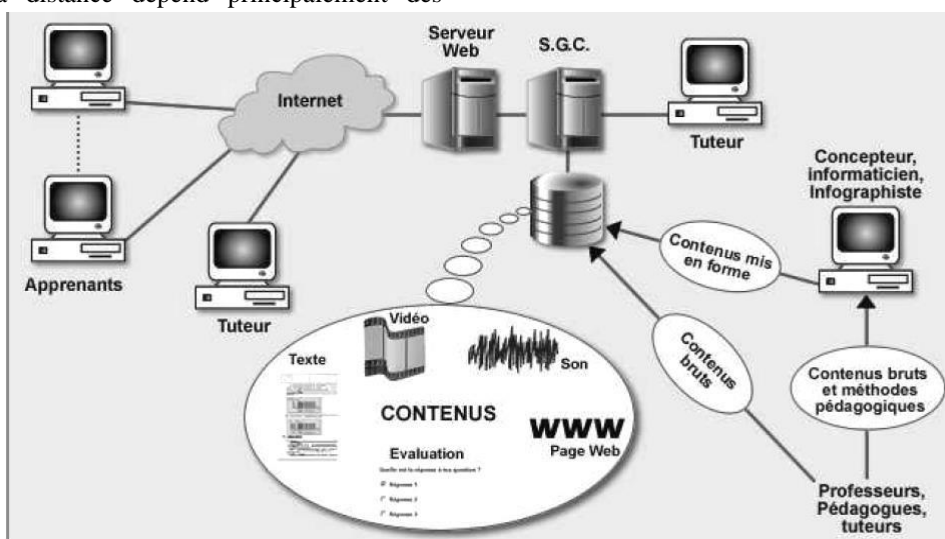 distance dépend principalement des
Serveur
Web
S.G.C.
Internet
Tuteur
Concepteur,
informaticien,
Infographiste
Apprenants
Tuteur
Contenus mis
en forme
Contenus
bruts
Contenus bruts
et méthodes
pédagogiques
Vidéo
Texte
Son
CONTENUS
WWW
Page Web
Evaluation
Quelle est la réponse à la question ?
Réponse 1
Réponse 2
Réponse 3
Professeurs,
Pédagogues,
tuteurs